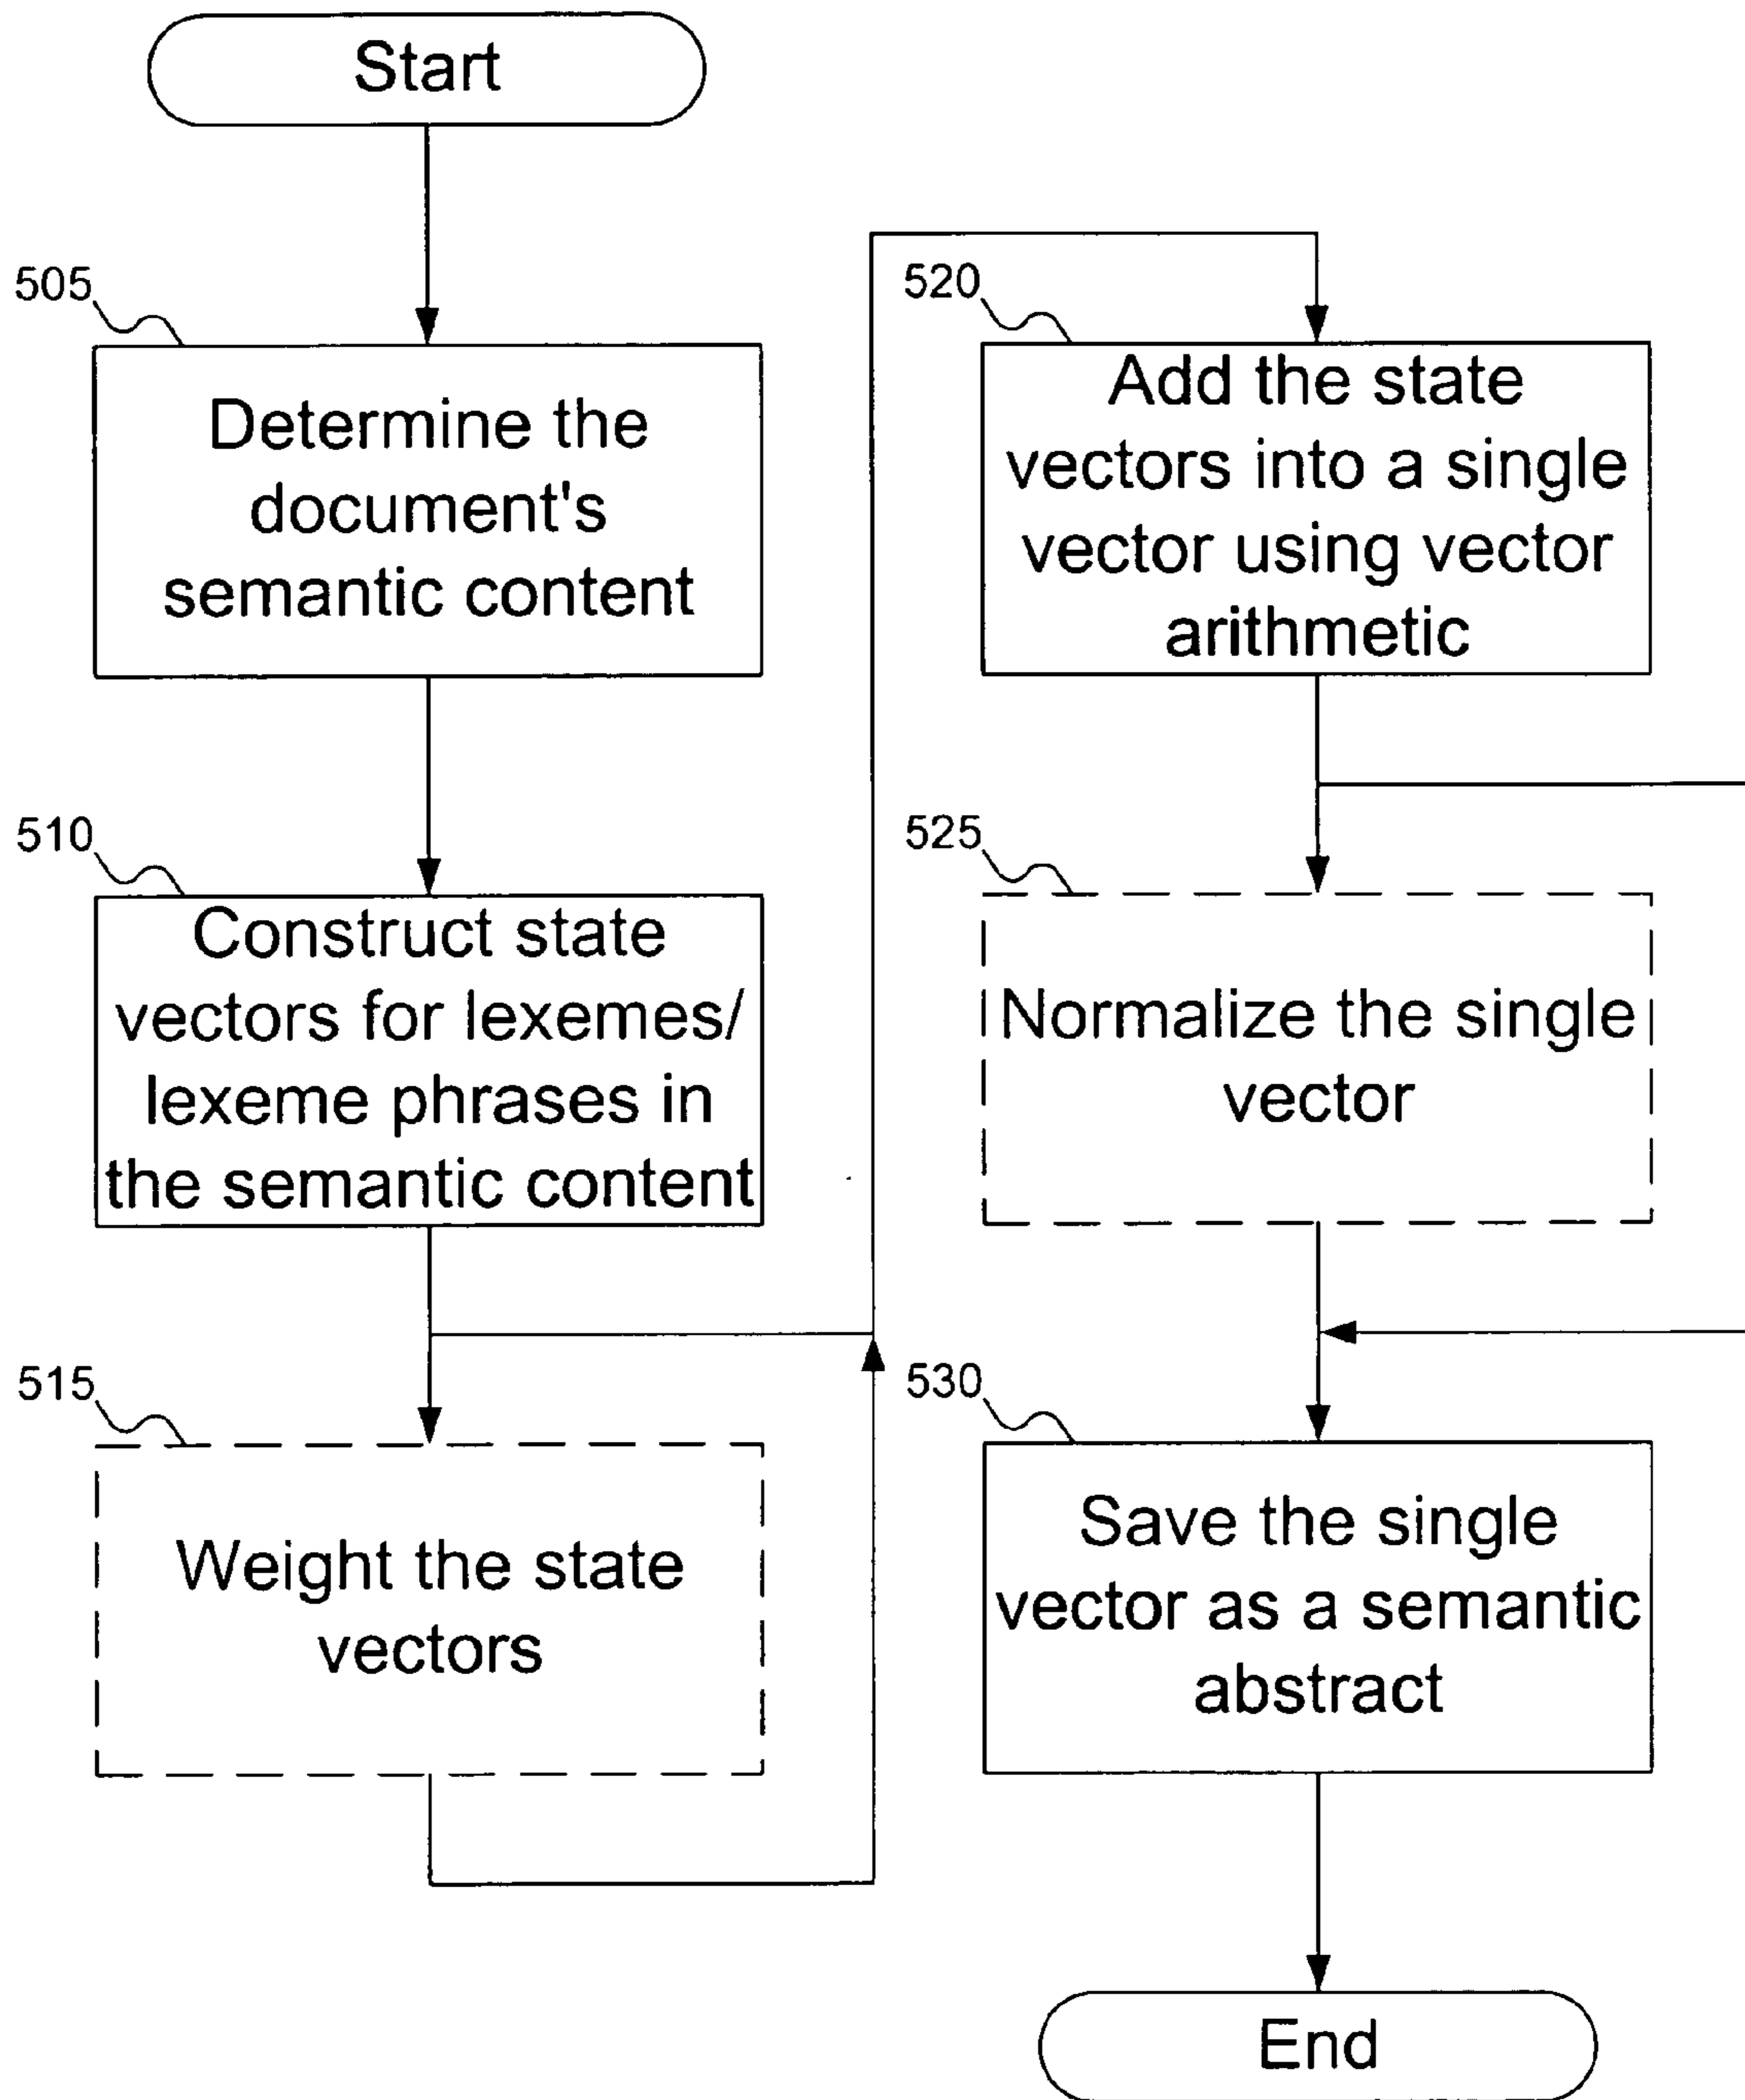 Start
505
Determine the
document's
semantic content
510
Construct state
vectors for lexemes/
lexeme phrases in
the semantic content
515
Weight the state
vectors
520
Add the state
vectors into a single
vector using vector
arithmetic
525
Normalize the single
vector
530
Save the single
vector as a semantic
abstract
End